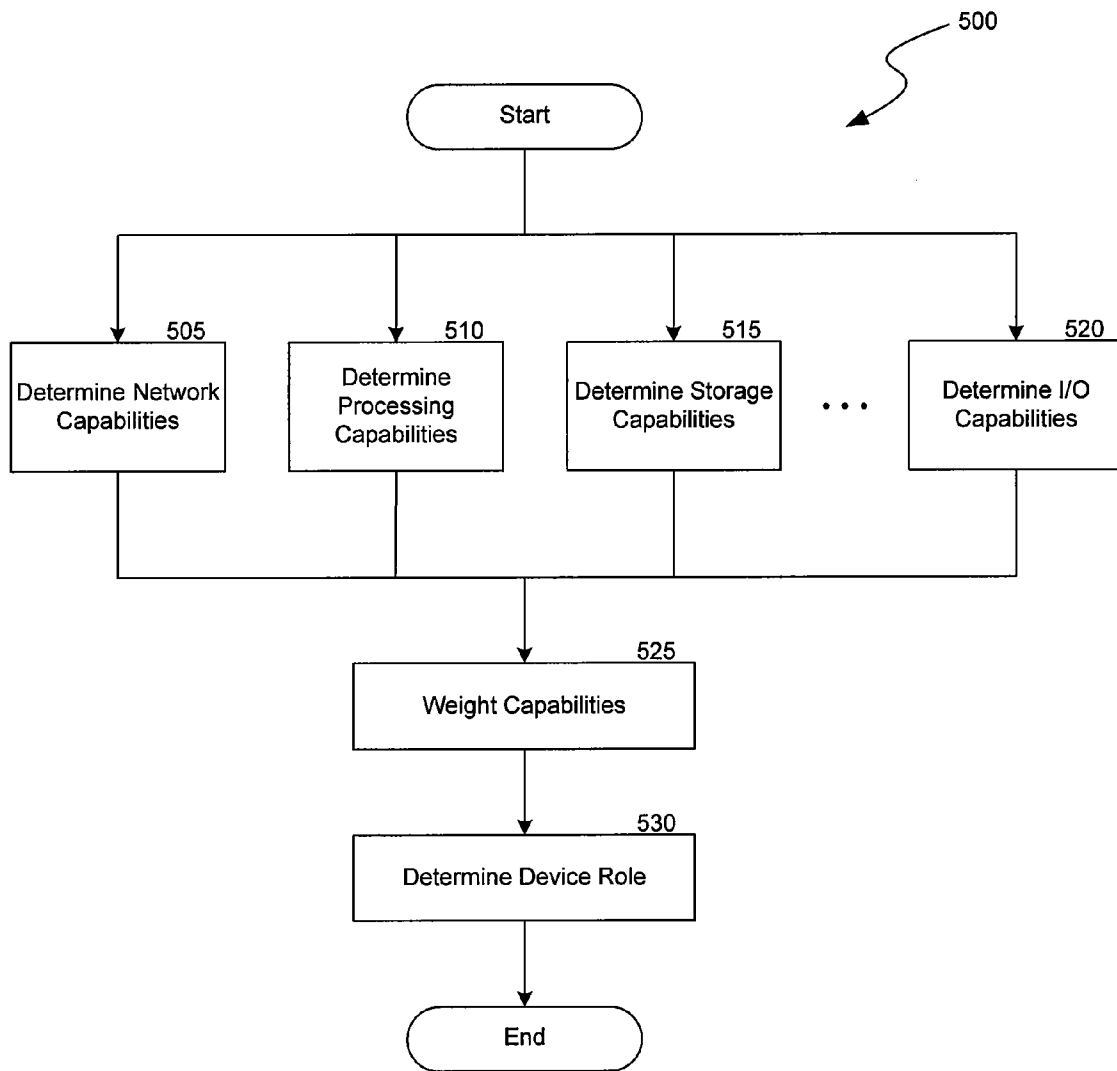 500
Start
505
Determine Network
Capabilities
510
Determine
Processing
Capabilities
515
Determine Storage
Capabilities
• • •
520
Determine I/O
Capabilities
525
Weight Capabilities
530
Determine Device Role
End